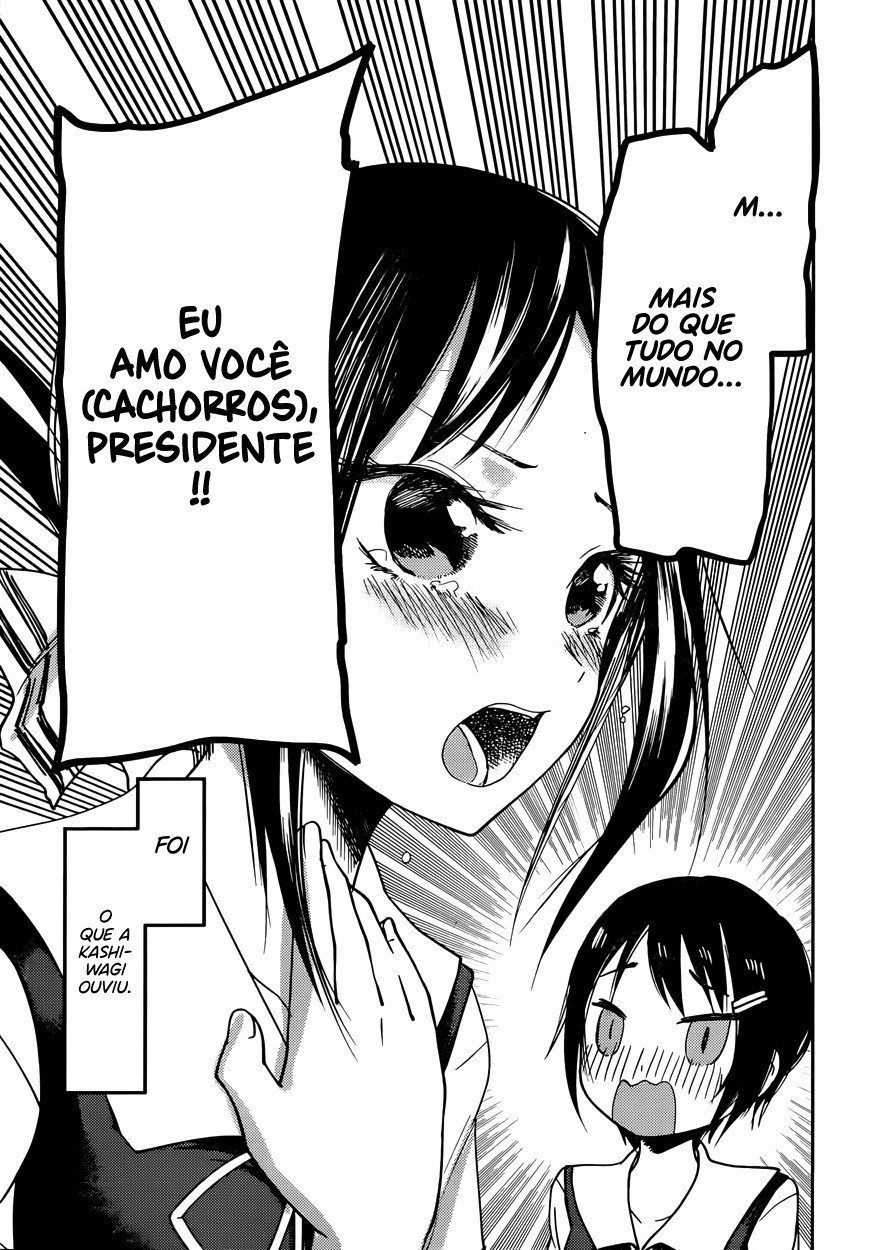 M...
MAIS
DO QUE
TUDO NO
MUNDO...
EU
AMO VOCÊ
(CACHORROS),
PRESIDENTE
!!
FOI
O
QUE A
KASHI-
WAGI
OUVIU.